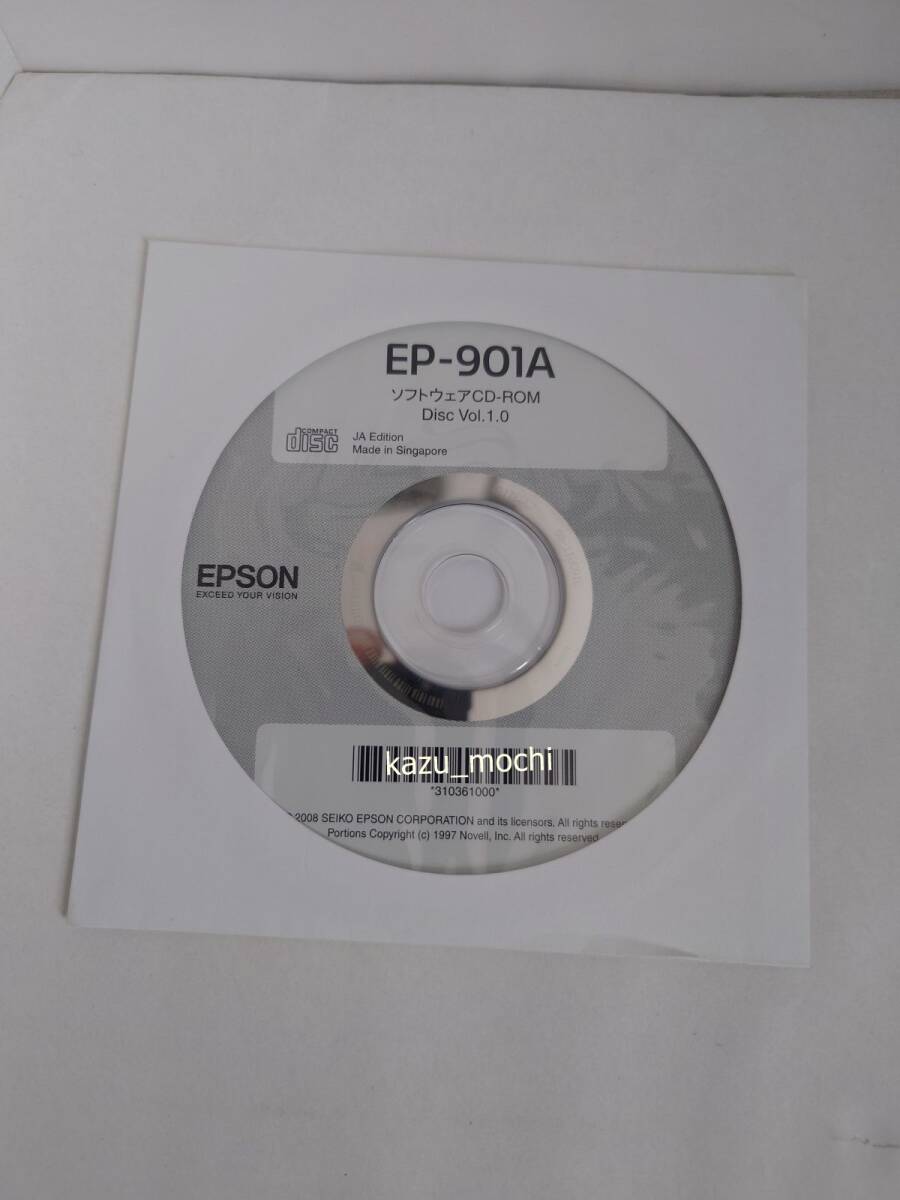 EP-901A
ソフトウェアCD-ROM
Disc Vol.1.0
COMPACT
disc
JA Edition
Made in Singapore
EPSON
EXCEED YOUR VISION
kazu_mochi
*310361000*
2008 SEIKO EPSON CORPORATION and its licensors. All rights
Portions Copyright (c) 1997 Novell, Inc. All rights reserved